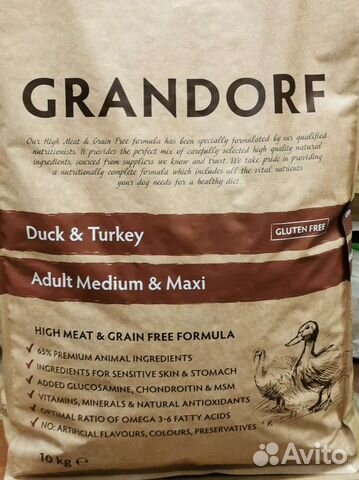 GRANDORF
Our High Meat & Grain Free formula has been specially formulated by our qualified
nutritionists. It provides the perfect mix of carefully selected high quality natural
ingredients, sourced from suppliers we know and trust. We take pride in providing
a nutritionally complete formula which includes all the vital nutrients
your dog needs for a healthy diet.
Duck & Turkey
GLUTEN FREE
Adult Medium & Maxi
HIGH MEAT & GRAIN FREE FORMULA
65% PREMIUM ANIMAL INGREDIENTS
INGREDIENTS FOR SENSITIVE SKIN & STOMACH
ADDED GLUCOSAMINE, CHONDROITIN & MSM
VITAMINS, MINERALS & NATURAL ANTIOXIDANTS
OPTIMAL RATIO OF OMEGA 3-6 FATTY ACIDS
NO: ARTIFICIAL FLAVOURS, COLOURS, PRESERVATIVES
10 kg ℮
Avito